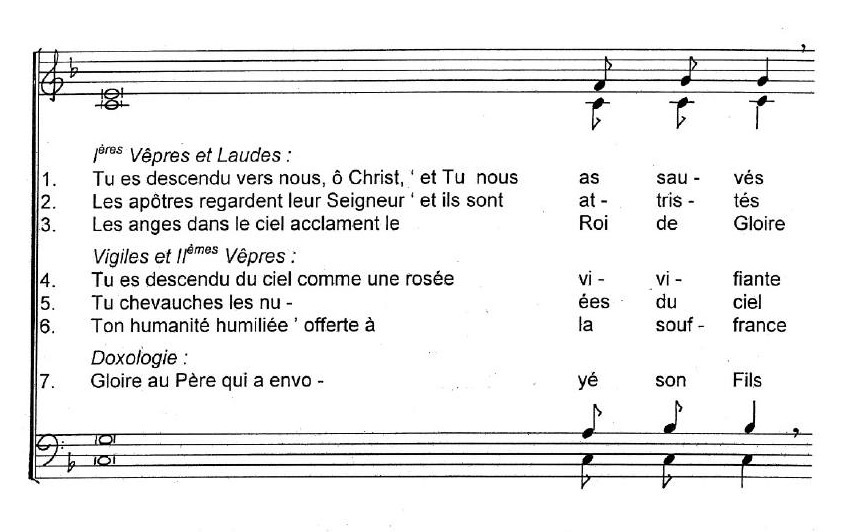 Ières Vêpres et Laudes :
1. Tu es descendu vers nous, ô Christ, ‘ et Tu nous as sau - vés
2. Les apôtres regardent leur Seigneur ‘ et ils sont at - tris - tés
3. Les anges dans le ciel acclament le Roi de Gloire
Vigiles et IIèmes Vêpres :
4. Tu es descendu du ciel comme une rosée vi - vi - fiante
5. Tu chevauches les nu - ées du ciel
6. Ton humanité humiliée ’ offerte à la souf - france
Doxologie :
7. Gloire au Père qui a envo - yé son Fils